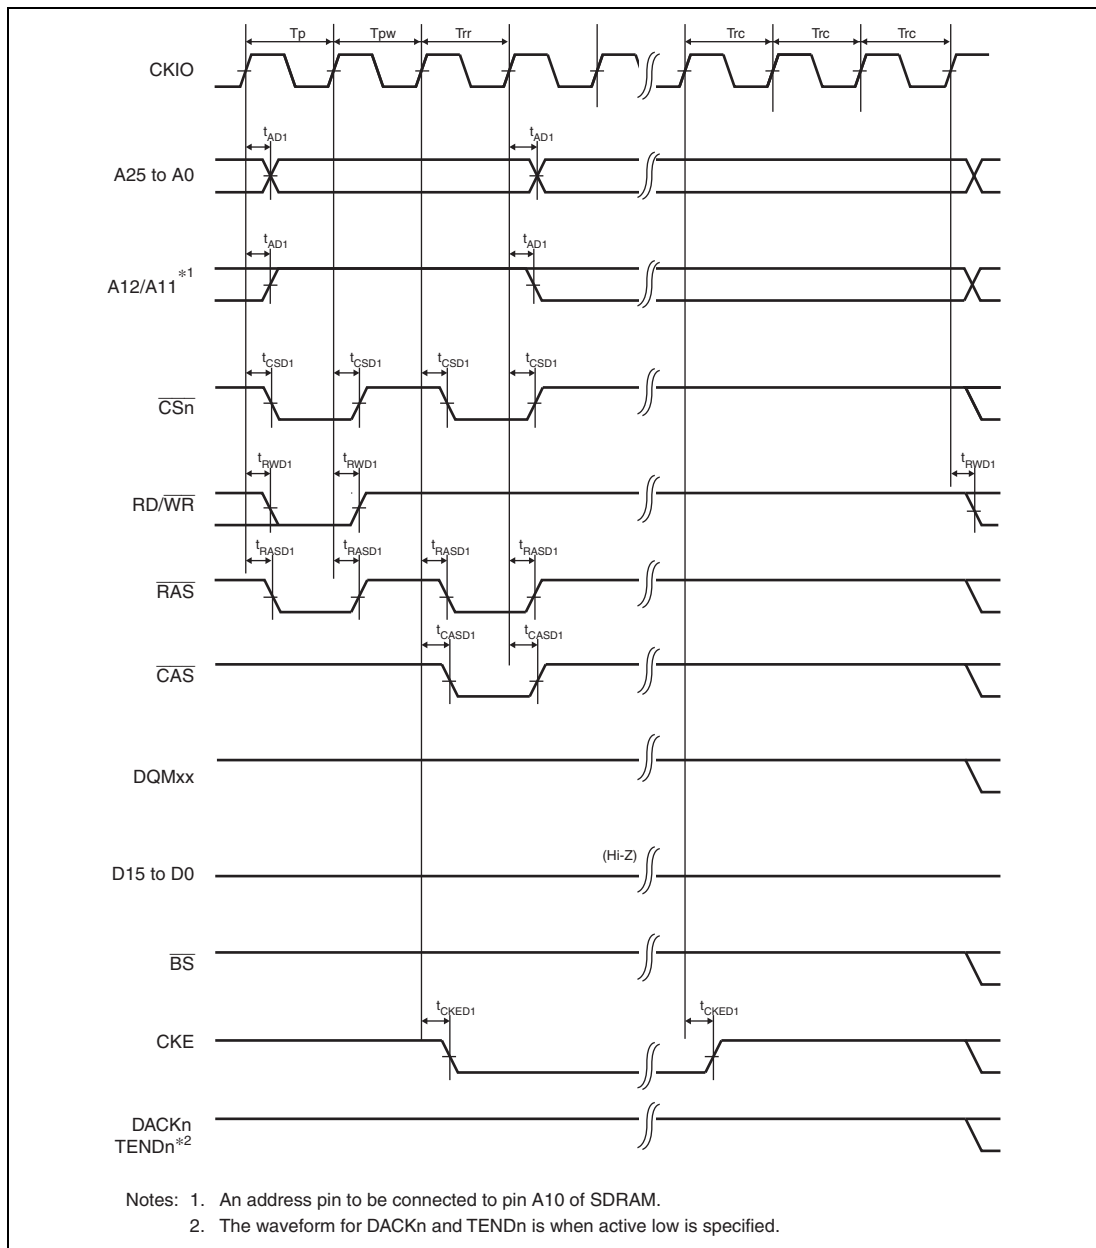 Tp Tpw Trr Trc Trc Trc
CKIO
tAD1 tAD1
A25 to A0
tAD1 tAD1
A12/A11*1
tCSD1 tCSD1 tCSD1 tCSD1
CSn
tRWD1 tRWD1 tRWD1
RD/WR
tRASD1 tRASD1 tRASD1 tRASD1
RAS
tCASD1 tCASD1
CAS
DQMxx
(Hi-Z)
D15 to D0
BS
tCKED1 tCKED1
CKE
DACKn
TENDn*2
Notes: 1. An address pin to be connected to pin A10 of SDRAM.
2. The waveform for DACKn and TENDn is when active low is specified.